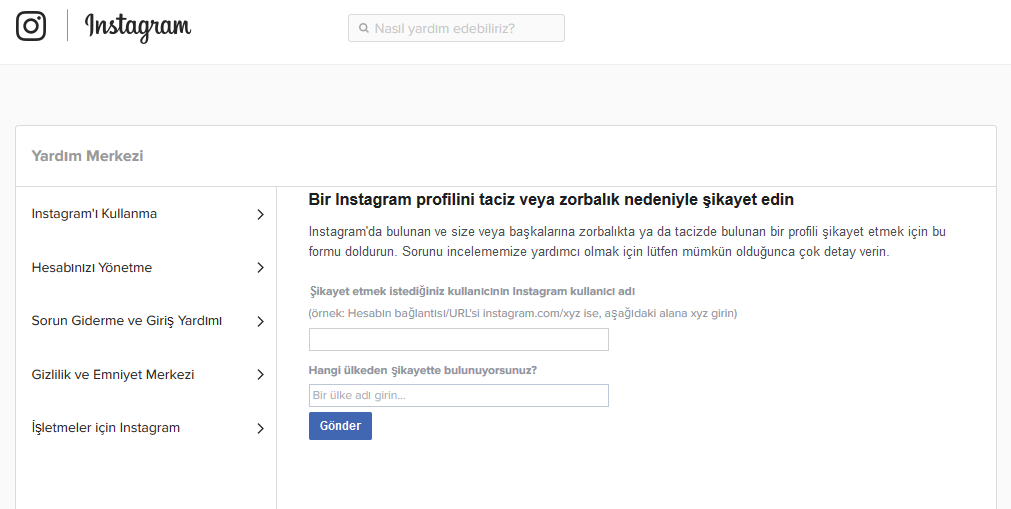 Instagram
Nasıl yardım edebiliriz?
Yardım Merkezi
Instagram'ı Kullanma
Hesabınızı Yönetme
Sorun Giderme ve Giriş Yardımı
Gizlilik ve Emniyet Merkezi
İşletmeler için Instagram
Bir Instagram profilini taciz veya zorbalık nedeniyle şikayet edin
Instagram'da bulunan ve size veya başkalarına zorbalıkta ya da tacizde bulunan bir profili şikayet etmek için bu
formu doldurun. Sorunu incelememize yardımcı olmak için lütfen mümkün olduğunca çok detay verin.
Şikayet etmek istediğiniz kullanıcının Instagram kullanıcı adı
(örnek: Hesabın bağlantısı/URL'si instagram.com/xyz ise, aşağıdaki alana xyz girin)
Hangi ülkeden şikayette bulunuyorsunuz?
Bir ülke adı girin...
Gönder